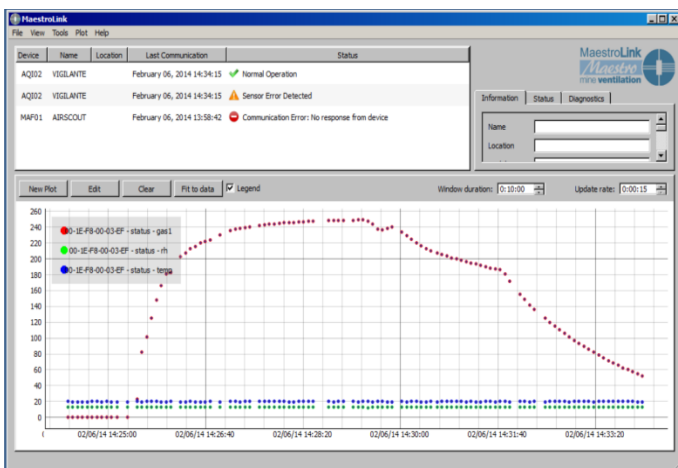 MaestroLink
File View Tools Plot Help
Device Name Location Last Communication Status
AQI02 VIGILANTE February 06, 2014 14:34:15 Normal Operation
AQI02 VIGILANTE February 06, 2014 14:34:15 Sensor Error Detected
MAF01 AIRSCOUT February 06, 2014 13:58:42 Communication Error: No response from device
MaestroLink
Maestro
mine ventilation
Information Status Diagnostics
Name
Location
New Plot Edit Clear Fit to data Legend Window duration: 0:10:00 Update rate: 0:00:15
260
240
220
200
180
160
140
120
100
80
60
40
20
0
00-1E-F8-00-03-EF - status - gas1
00-1E-F8-00-03-EF - status - rh
00-1E-F8-00-03-EF - status - temp
02/06/14 14:25:00 02/06/14 14:26:40 02/06/14 14:28:20 02/06/14 14:30:00 02/06/14 14:31:40 02/06/14 14:33:20